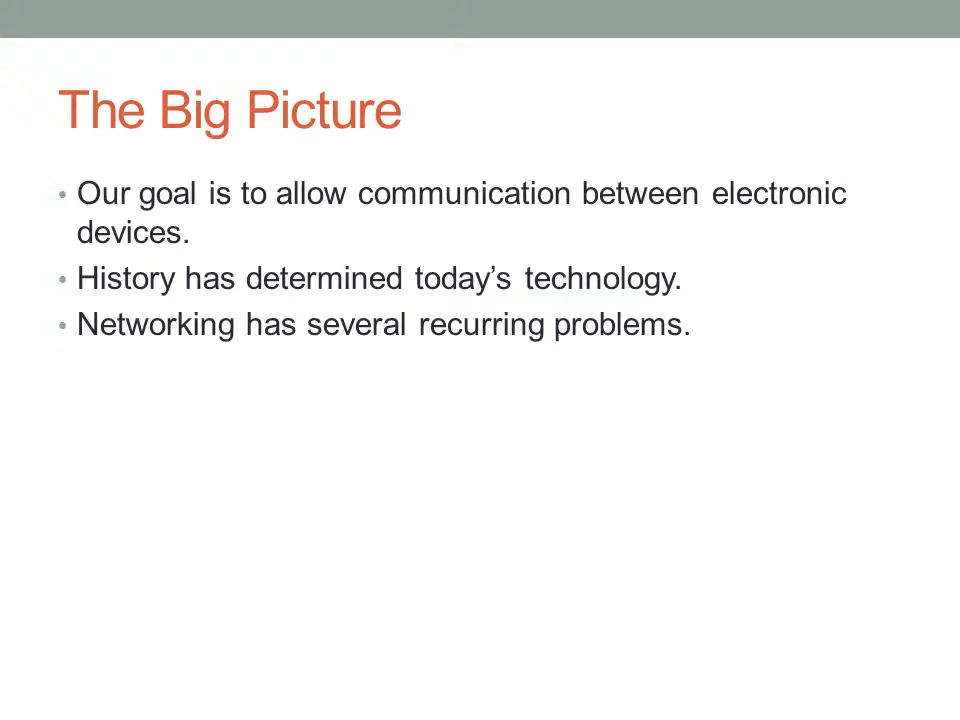 The Big Picture
• Our goal is to allow communication between electronic
devices.
• History has determined today’s technology.
• Networking has several recurring problems.